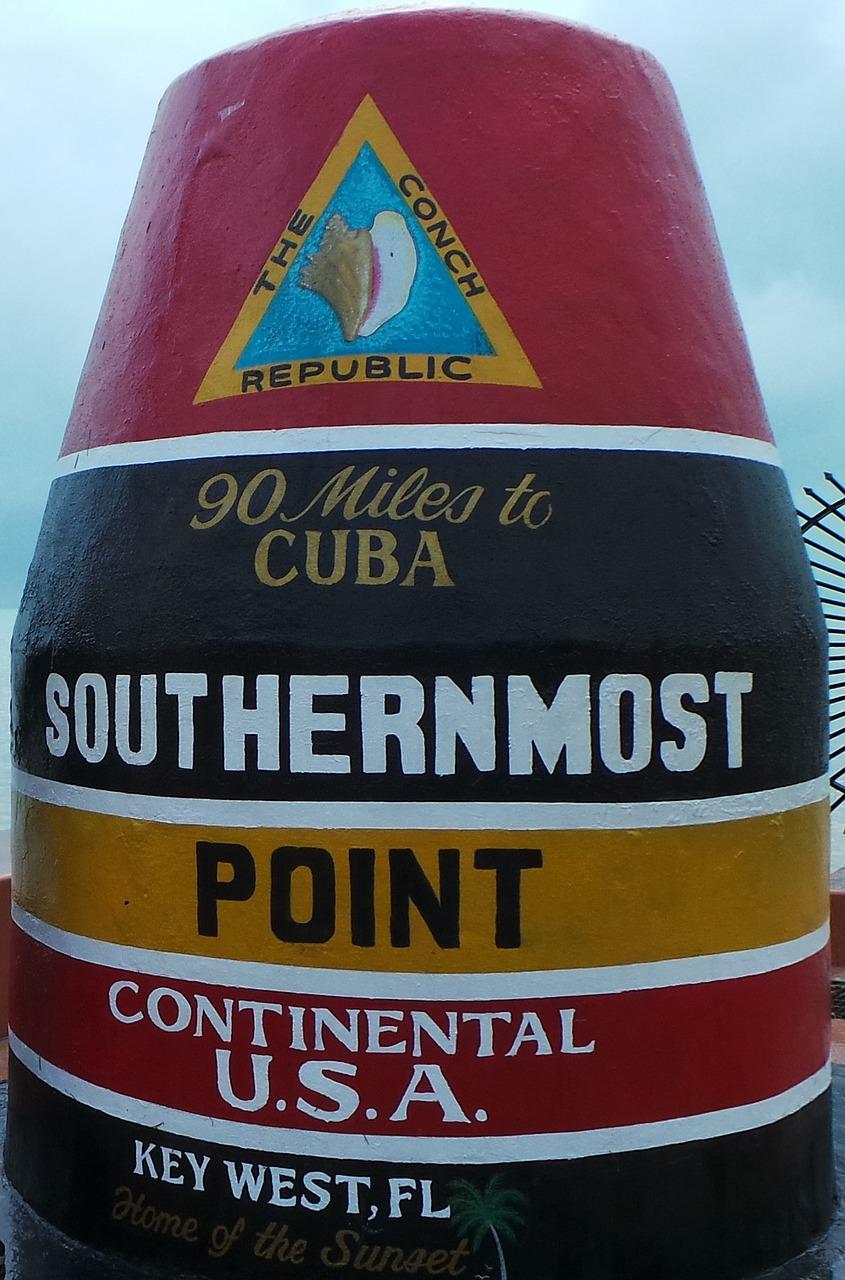 THE CONCH
REPUBLIC
90 Miles to
CUBA
SOUTHERNMOST
POINT
CONTINENTAL
U.S.A.
KEY WEST, FL
Home of the Sunset